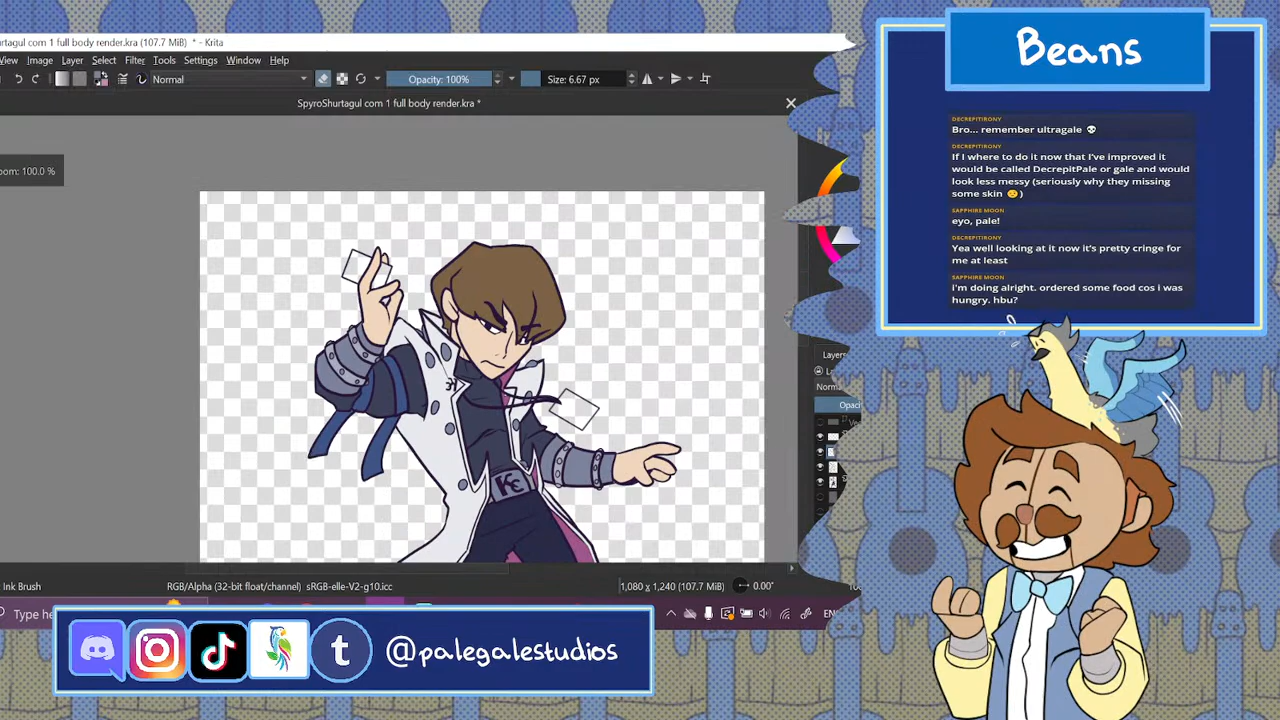 urtagul com 1 full body render.kra (107.7 MiB) * - Krita
View Image Layer Select Filter Tools Settings Window Help
Normal Opacity: 100% Size: 6.67 px
SpyroShurtagul com 1 full body render.kra *
oom: 100.0 %
KC
Layers
Norm
Opac
Ink Brush RGB/Alpha (32-bit float/channel) sRGB-elle-V2-g10.icc 1,080 x 1,240 (107.7 MiB) 0.00°
Type he
EN
t @palegalestudios
Beans
DECREPITIRONY
Bro... remember ultragale 💀
DECREPITIRONY
If I where to do it now that I've improved it
would be called DecrepitPale or gale and would
look less messy (seriously why they missing
some skin 🤨)
SAPPHIRE MOON
eyo, pale!
DECREPITIRONY
Yea well looking at it now it's pretty cringe for
me at least
SAPPHIRE MOON
i'm doing alright. ordered some food cos i was
hungry. hbu?